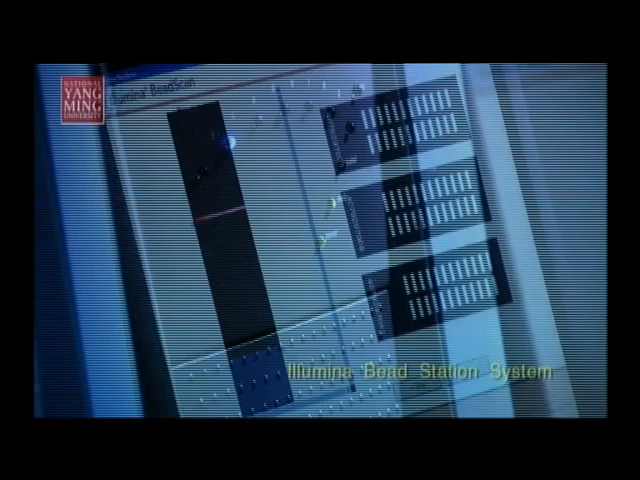 NATIONAL
YANG
MING
UNIVERSITY
Illumina® BeadScan
Illumina Bead Station System